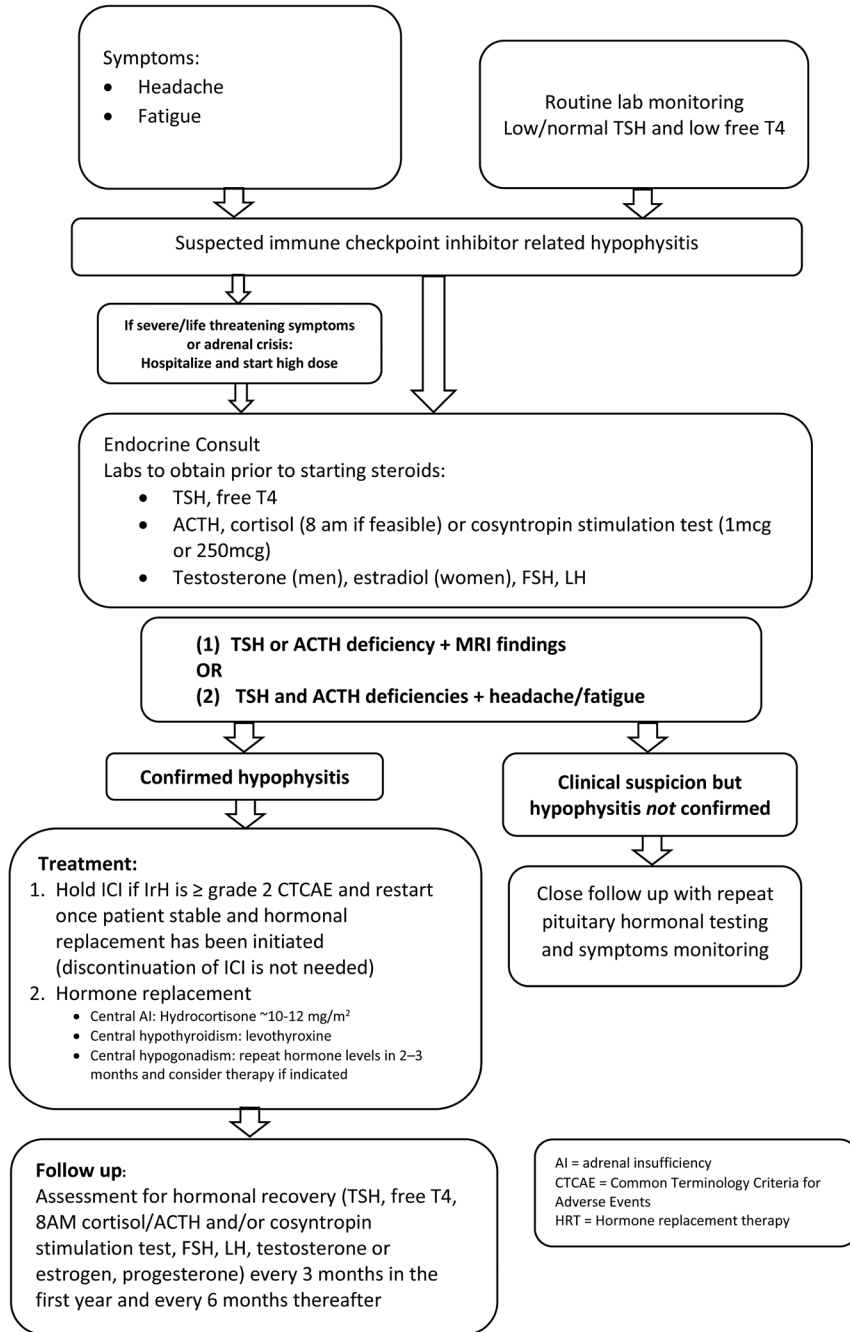 Symptoms:
• Headache
• Fatigue
Routine lab monitoring
Low/normal TSH and low free T4
Suspected immune checkpoint inhibitor related hypophysitis
If severe/life threatening symptoms
or adrenal crisis:
Hospitalize and start high dose
Endocrine Consult
Labs to obtain prior to starting steroids:
• TSH, free T4
• ACTH, cortisol (8 am if feasible) or cosyntropin stimulation test (1mcg
or 250mcg)
• Testosterone (men), estradiol (women), FSH, LH
(1) TSH or ACTH deficiency + MRI findings
OR
(2) TSH and ACTH deficiencies + headache/fatigue
Confirmed hypophysitis
Clinical suspicion but
hypophysitis not confirmed
Treatment:
1. Hold ICI if IrH is ≥ grade 2 CTCAE and restart
once patient stable and hormonal
replacement has been initiated
(discontinuation of ICI is not needed)
2. Hormone replacement
• Central AI: Hydrocortisone ~10-12 mg/m²
• Central hypothyroidism: levothyroxine
• Central hypogonadism: repeat hormone levels in 2–3
months and consider therapy if indicated
Close follow up with repeat
pituitary hormonal testing
and symptoms monitoring
Follow up:
Assessment for hormonal recovery (TSH, free T4,
8AM cortisol/ACTH and/or cosyntropin
stimulation test, FSH, LH, testosterone or
estrogen, progesterone) every 3 months in the
first year and every 6 months thereafter
AI = adrenal insufficiency
CTCAE = Common Terminology Criteria for
Adverse Events
HRT = Hormone replacement therapy